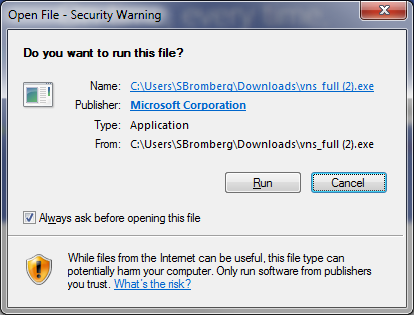 every time
Open File - Security Warning
Do you want to run this file?
Name: C:\Users\SBromberg\Downloads\vns_full (2).exe
Publisher: Microsoft Corporation
Type: Application
From: C:\Users\SBromberg\Downloads\vns_full (2).exe
Run Cancel
Always ask before opening this file
While files from the Internet can be useful, this file type can
potentially harm your computer. Only run software from publishers
you trust. What's the risk?